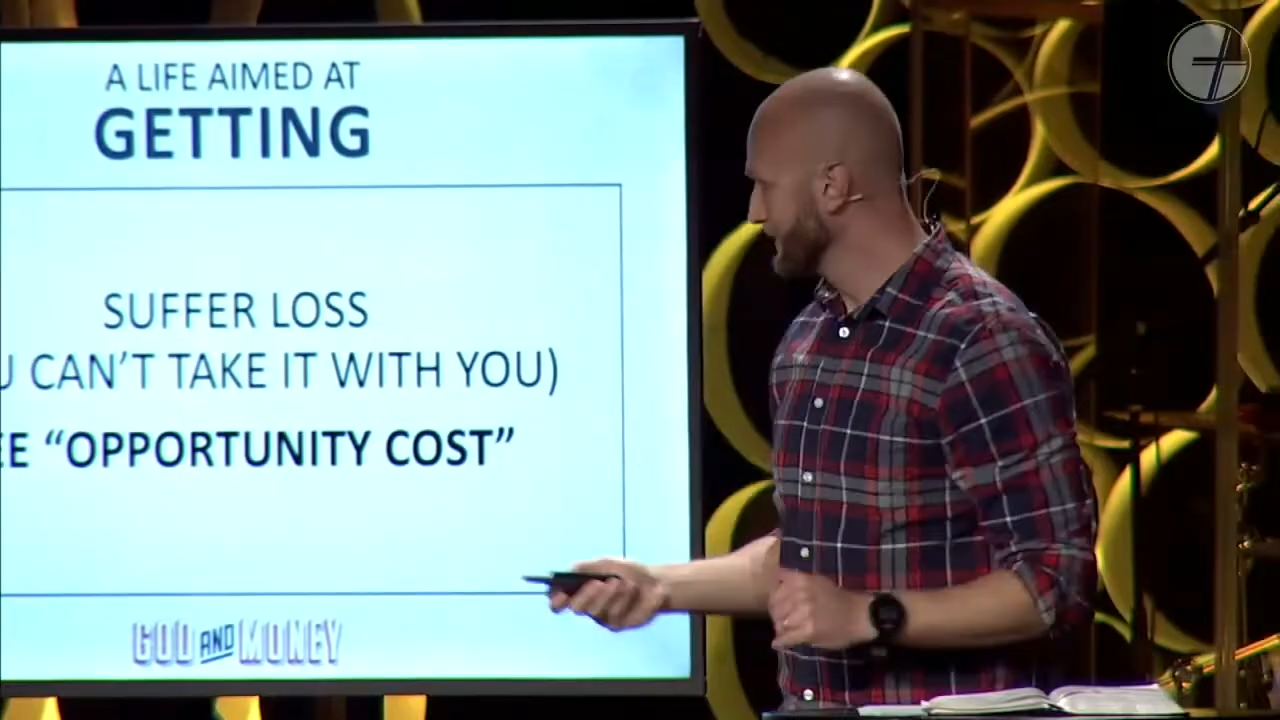 A LIFE AIMED AT
GETTING
SUFFER LOSS
CAN'T TAKE IT WITH YOU)
"OPPORTUNITY COST"
GOD AND MONEY